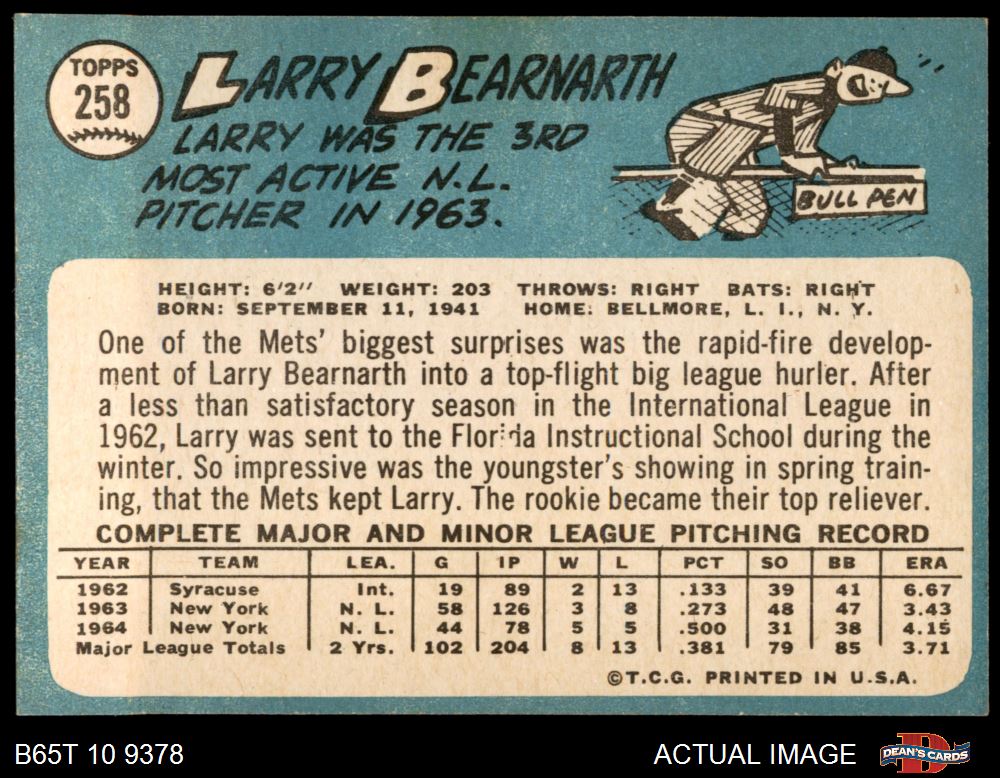 TOPPS
258
LARRY BEARNARTH
LARRY WAS THE 3RD
MOST ACTIVE N.L.
PITCHER IN 1963.
BULL PEN
HEIGHT: 6'2" WEIGHT: 203 THROWS: RIGHT BATS: RIGHT
BORN: SEPTEMBER 11, 1941 HOME: BELLMORE, L. I., N. Y.
One of the Mets' biggest surprises was the rapid-fire develop-
ment of Larry Bearnarth into a top-flight big league hurler. After
a less than satisfactory season in the International League in
1962, Larry was sent to the Florida Instructional School during the
winter. So impressive was the youngster's showing in spring train-
ing, that the Mets kept Larry. The rookie became their top reliever.
COMPLETE MAJOR AND MINOR LEAGUE PITCHING RECORD
YEAR TEAM LEA. G IP W L PCT SO BB ERA
1962 Syracuse Int. 19 89 2 13 .133 39 41 6.67
1963 New York N. L. 58 126 3 8 .273 48 47 3.43
1964 New York N. L. 44 78 5 5 .500 31 38 4.15
Major League Totals 2 Yrs. 102 204 8 13 .381 79 85 3.71
©T.C.G. PRINTED IN U.S.A.
B65T 10 9378 ACTUAL IMAGE DEAN'S CARDS